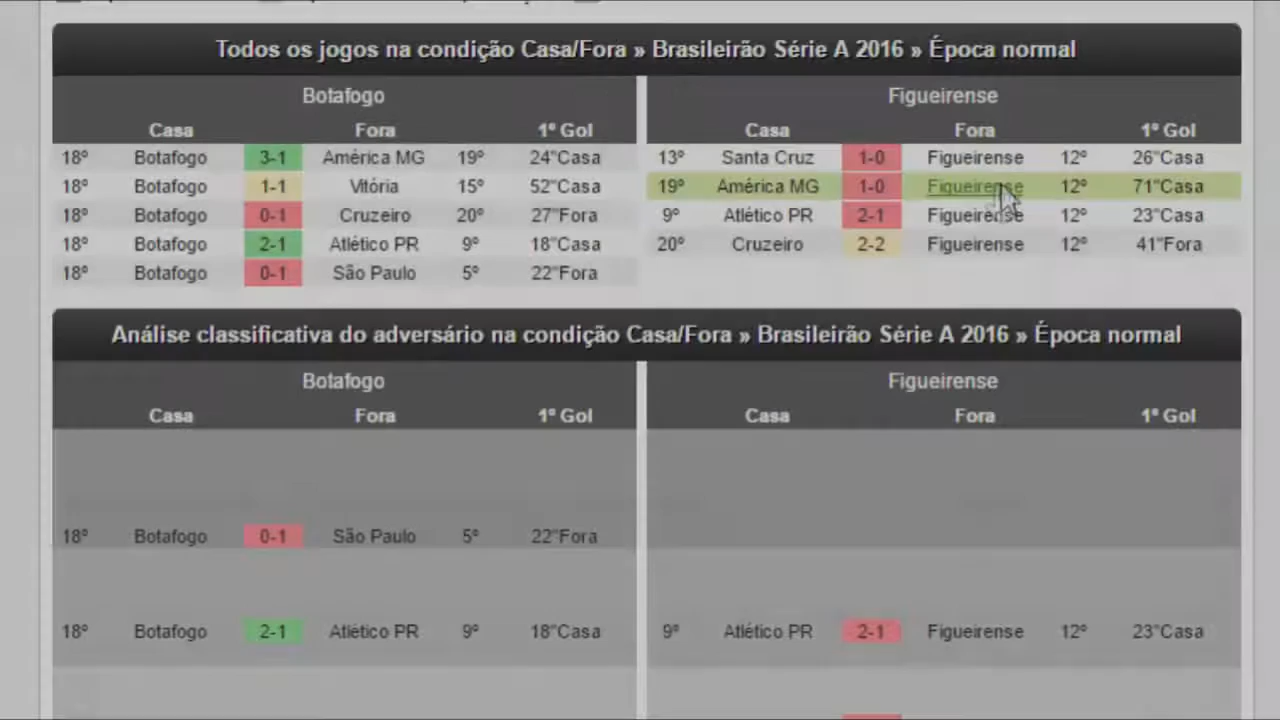 Todos os jogos na condição Casa/Fora » Brasileirão Série A 2016 » Época normal
Botafogo
Casa Fora 1º Gol
18º Botafogo 3-1 América MG 19º 24"Casa
18º Botafogo 1-1 Vitória 15º 52"Casa
18º Botafogo 0-1 Cruzeiro 20º 27"Fora
18º Botafogo 2-1 Atlético PR 9º 18"Casa
18º Botafogo 0-1 São Paulo 5º 22"Fora
Figueirense
Casa Fora 1º Gol
13º Santa Cruz 1-0 Figueirense 12º 26"Casa
19º América MG 1-0 Figueirense 12º 71"Casa
9º Atlético PR 2-1 Figueirense 12º 23"Casa
20º Cruzeiro 2-2 Figueirense 12º 41"Fora
Análise classificativa do adversário na condição Casa/Fora » Brasileirão Série A 2016 » Época normal
Botafogo
Casa Fora 1º Gol
18º Botafogo 0-1 São Paulo 5º 22"Fora
18º Botafogo 2-1 Atlético PR 9º 18"Casa
Figueirense
Casa Fora 1º Gol
9º Atlético PR 2-1 Figueirense 12º 23"Casa